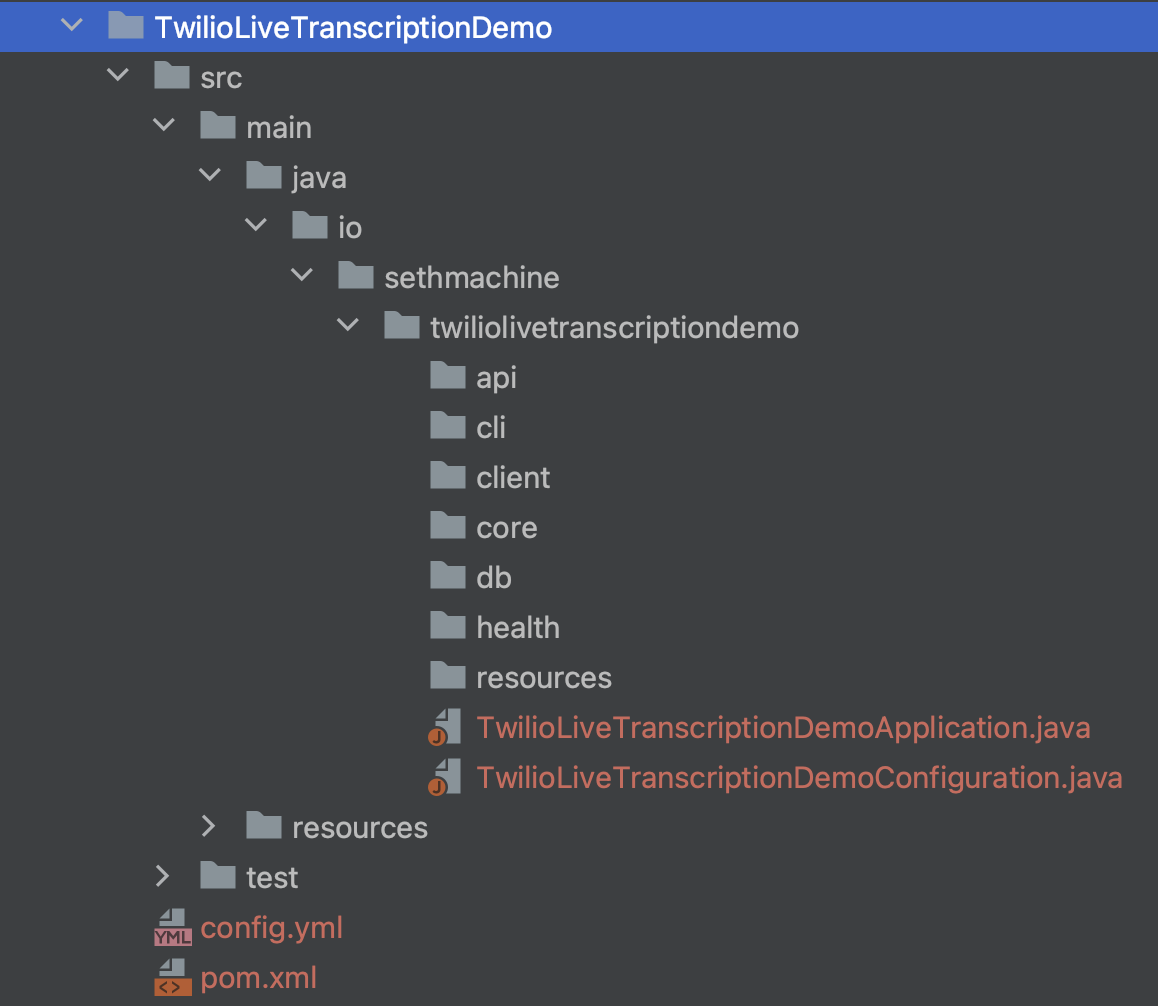 TwilioLiveTranscriptionDemo
src
main
java
io
sethmachine
twiliolivetranscriptiondemo
api
cli
client
core
db
health
resources
J TwilioLiveTranscriptionDemoApplication.java
J TwilioLiveTranscriptionDemoConfiguration.java
resources
test
YML config.yml
<> pom.xml